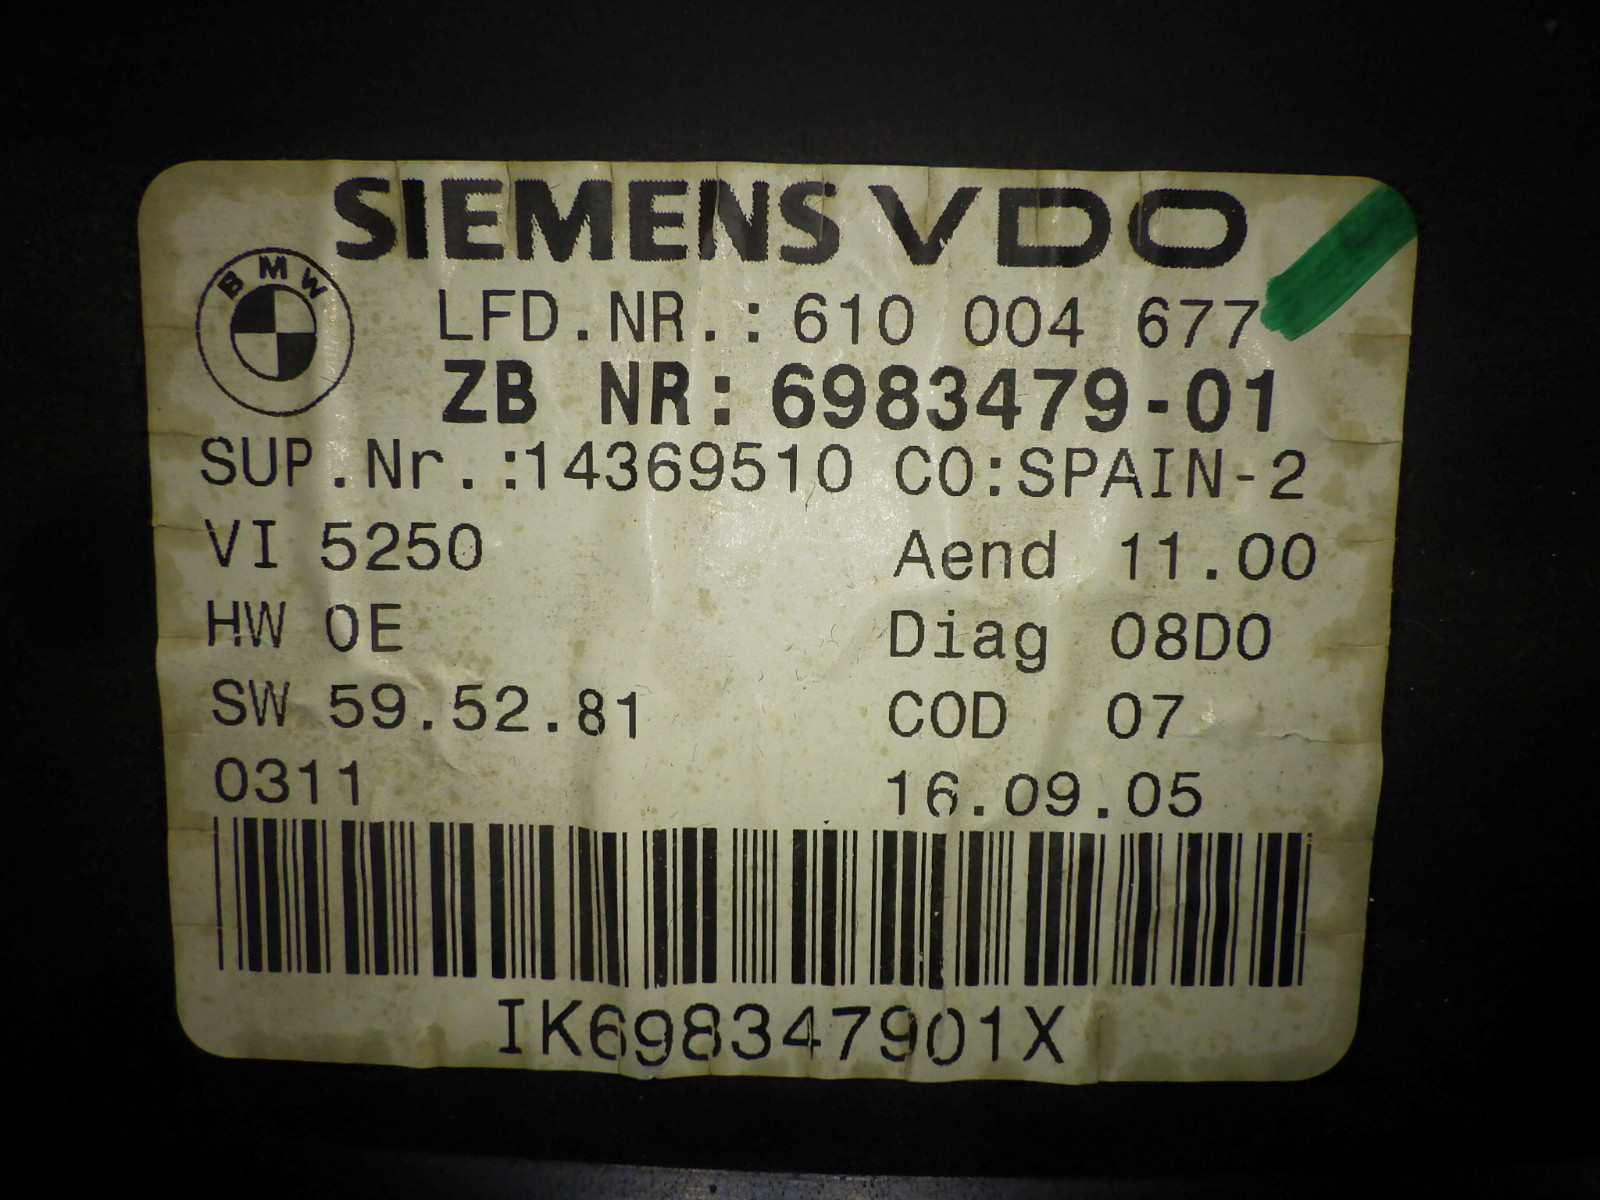 SIEMENS VDO
BMW
LFD.NR.: 610 004 677
ZB NR: 6983479-01
SUP.Nr.:14369510 CO:SPAIN-2
VI 5250 Aend 11.00
HW 0E Diag 08D0
SW 59.52.81 COD 07
0311 16.09.05
IK698347901X